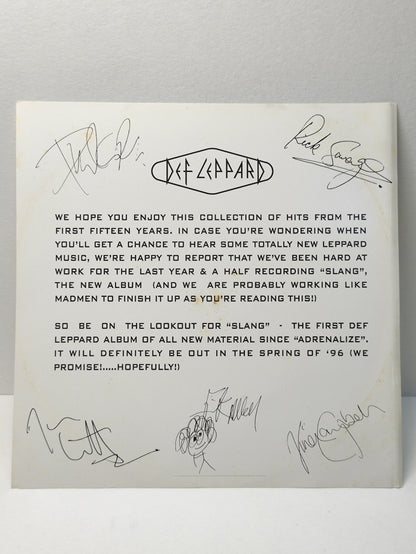 Rick Savage
DEF LEPPARD
WE HOPE YOU ENJOY THIS COLLECTION OF HITS FROM THE
FIRST FIFTEEN YEARS. IN CASE YOU'RE WONDERING WHEN
YOU'LL GET A CHANCE TO HEAR SOME TOTALLY NEW LEPPARD
MUSIC, WE'RE HAPPY TO REPORT THAT WE'VE BEEN HARD AT
WORK FOR THE LAST YEAR & A HALF RECORDING "SLANG",
THE NEW ALBUM (AND WE ARE PROBABLY WORKING LIKE
MADMEN TO FINISH IT UP AS YOU'RE READING THIS!)
SO BE ON THE LOOKOUT FOR "SLANG" - THE FIRST DEF
LEPPARD ALBUM OF ALL NEW MATERIAL SINCE "ADRENALIZE".
IT WILL DEFINITELY BE OUT IN THE SPRING OF '96 (WE
PROMISE!.....HOPEFULLY!)